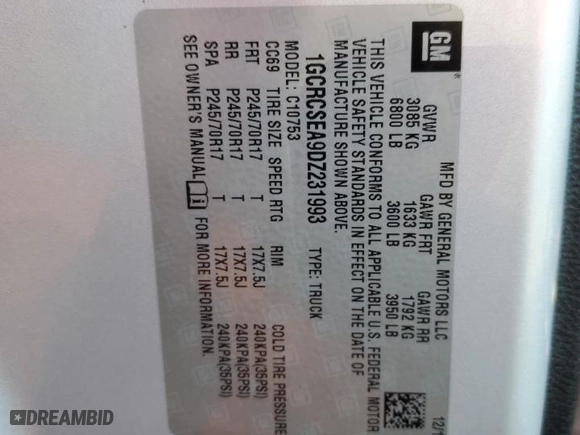 GM
®
MFD BY GENERAL MOTORS LLC 12/1
GVWR GAWR FRT GAWR RR
3085 KG 1633 KG 1792 KG
6800 LB 3600 LB 3950 LB
THIS VEHICLE CONFORMS TO ALL APPLICABLE U.S. FEDERAL MOTOR
VEHICLE SAFETY STANDARDS IN EFFECT ON THE DATE OF
MANUFACTURE SHOWN ABOVE.
1GCRCSEA9DZ231993 TYPE: TRUCK
MODEL: C10753
CC69 TIRE SIZE SPEED RTG RIM COLD TIRE PRESSURE
FRT P245/70R17 T 17X7.5J 240KPA(35PSI)
RR P245/70R17 T 17X7.5J 240KPA(35PSI)
SPA P245/70R17 T 17X7.5J 240KPA(35PSI)
SEE OWNER'S MANUAL i FOR MORE INFORMATION.
DREAMBID